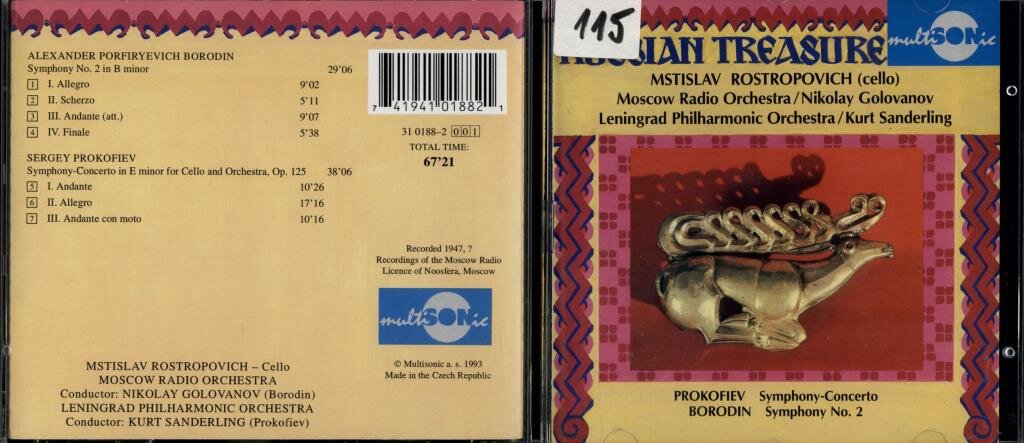 multiSONic
ALEXANDER PORFIRYEVICH BORODIN
Symphony No. 2 in B minor 29'06
1 I. Allegro 9'02
2 II. Scherzo 5'11
3 III. Andante (att.) 9'07
4 IV. Finale 5'38
SERGEY PROKOFIEV
Symphony-Concerto in E minor for Cello and Orchestra, Op. 125 38'06
5 I. Andante 10'26
6 II. Allegro 17'16
7 III. Andante con moto 10'16
7 41941 01882 1
31 0188-2 001
TOTAL TIME:
67'21
Recorded 1947, ?
Recordings of the Moscow Radio
Licence of Noosfera, Moscow
multiSONic
© Multisonic a. s. 1993
Made in the Czech Republic
MSTISLAV ROSTROPOVICH – Cello
MOSCOW RADIO ORCHESTRA
Conductor: NIKOLAY GOLOVANOV (Borodin)
LENINGRAD PHILHARMONIC ORCHESTRA
Conductor: KURT SANDERLING (Prokofiev)
115
RUSSIAN TREASURE
multiSONic
MSTISLAV ROSTROPOVICH (cello)
Moscow Radio Orchestra/Nikolay Golovanov
Leningrad Philharmonic Orchestra/Kurt Sanderling
PROKOFIEV Symphony-Concerto
BORODIN Symphony No. 2